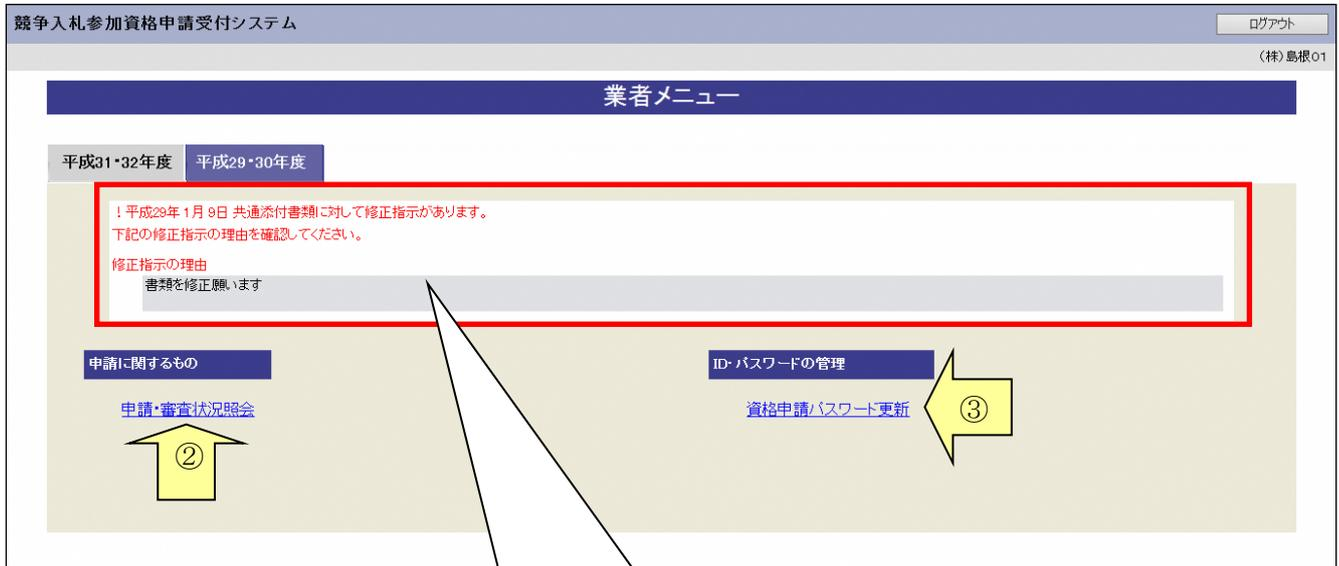 競争入札参加資格申請受付システム
ログアウト
(株)島根01
業者メニュー
平成31・32年度
平成29・30年度
！平成29年1月9日 共通添付書類に対して修正指示があります。
下記の修正指示の理由を確認してください。
修正指示の理由
書類を修正願います
申請に関するもの
ID・パスワードの管理
申請・審査状況照会
資格申請パスワード更新
③
②